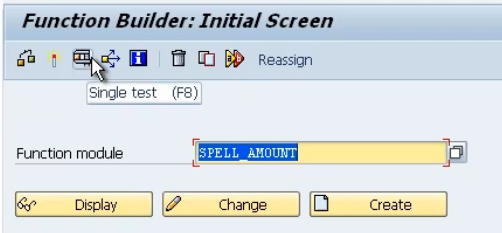 Function Builder: Initial Screen
Reassign
Single test (F8)
Function module SPELL_AMOUNT
Display Change Create